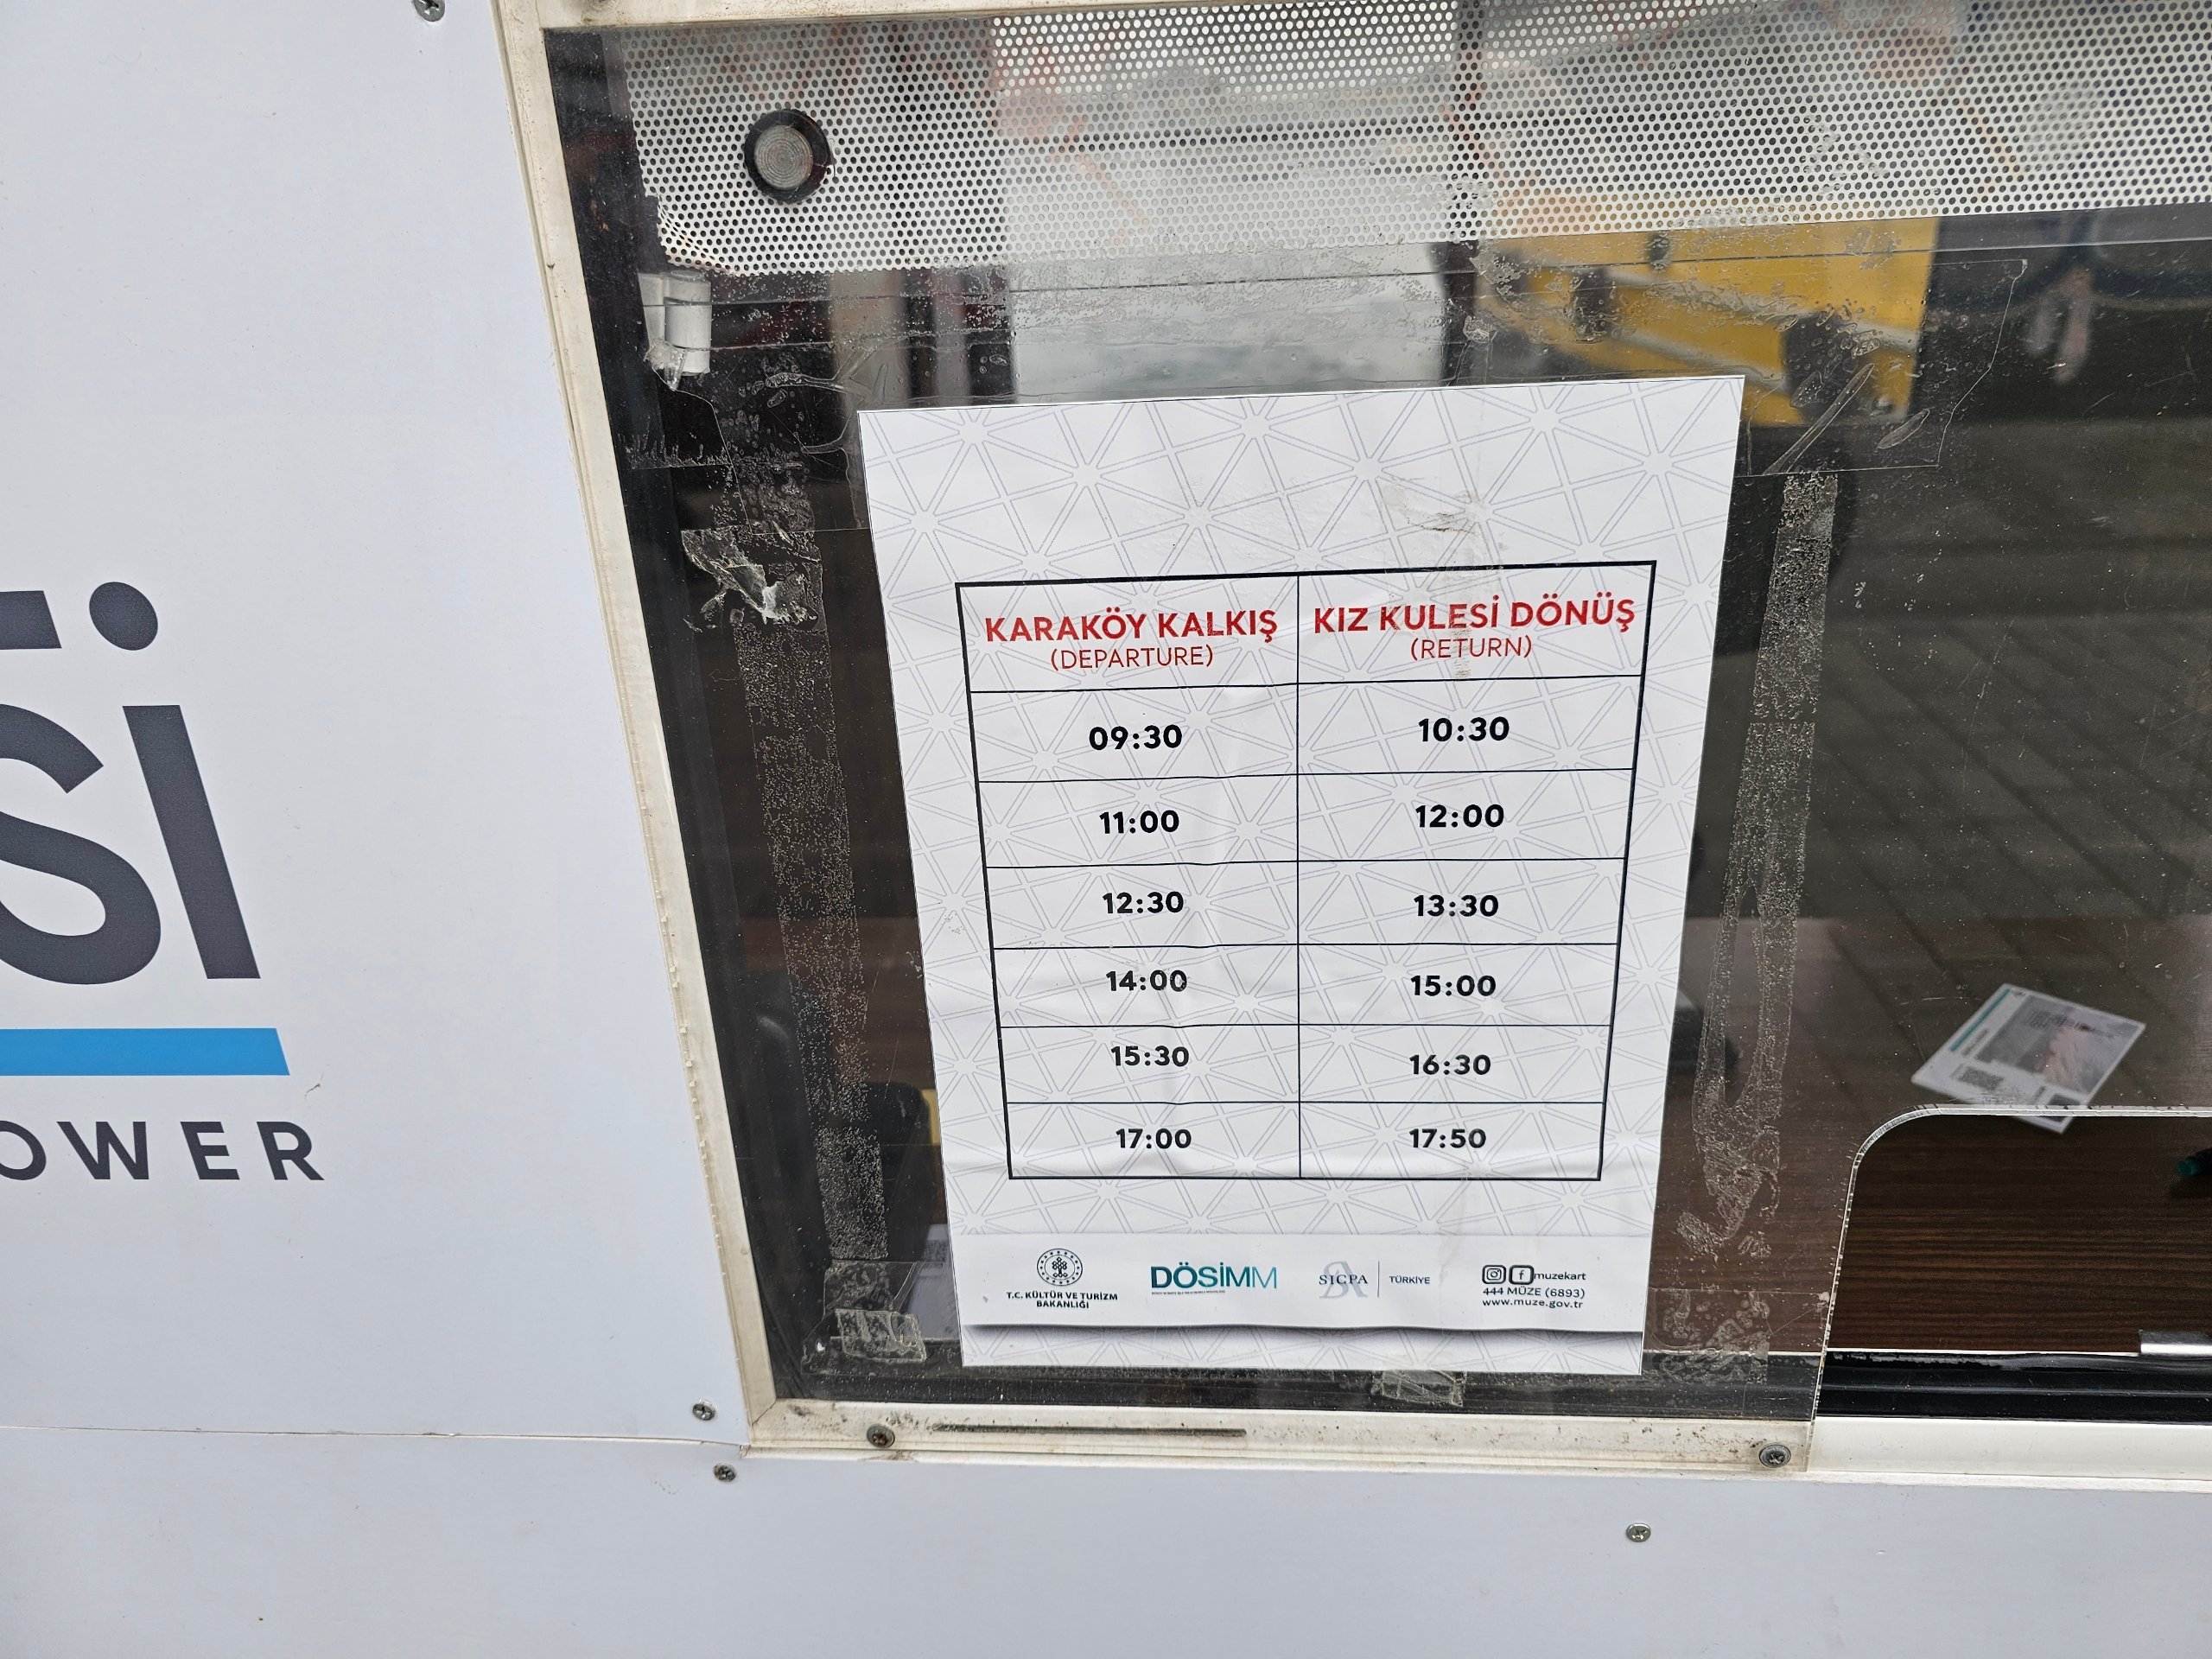 Sİ
OWER
KARAKÖY KALKIŞ
(DEPARTURE)
KIZ KULESİ DÖNÜŞ
(RETURN)
09:30
10:30
11:00
12:00
12:30
13:30
14:00
15:00
15:30
16:30
17:00
17:50
T.C. KÜLTÜR VE TURİZM
BAKANLIĞI
DÖSİMM
SICPA
TÜRKİYE
muzekart
444 MÜZE (6893)
www.muze.gov.tr